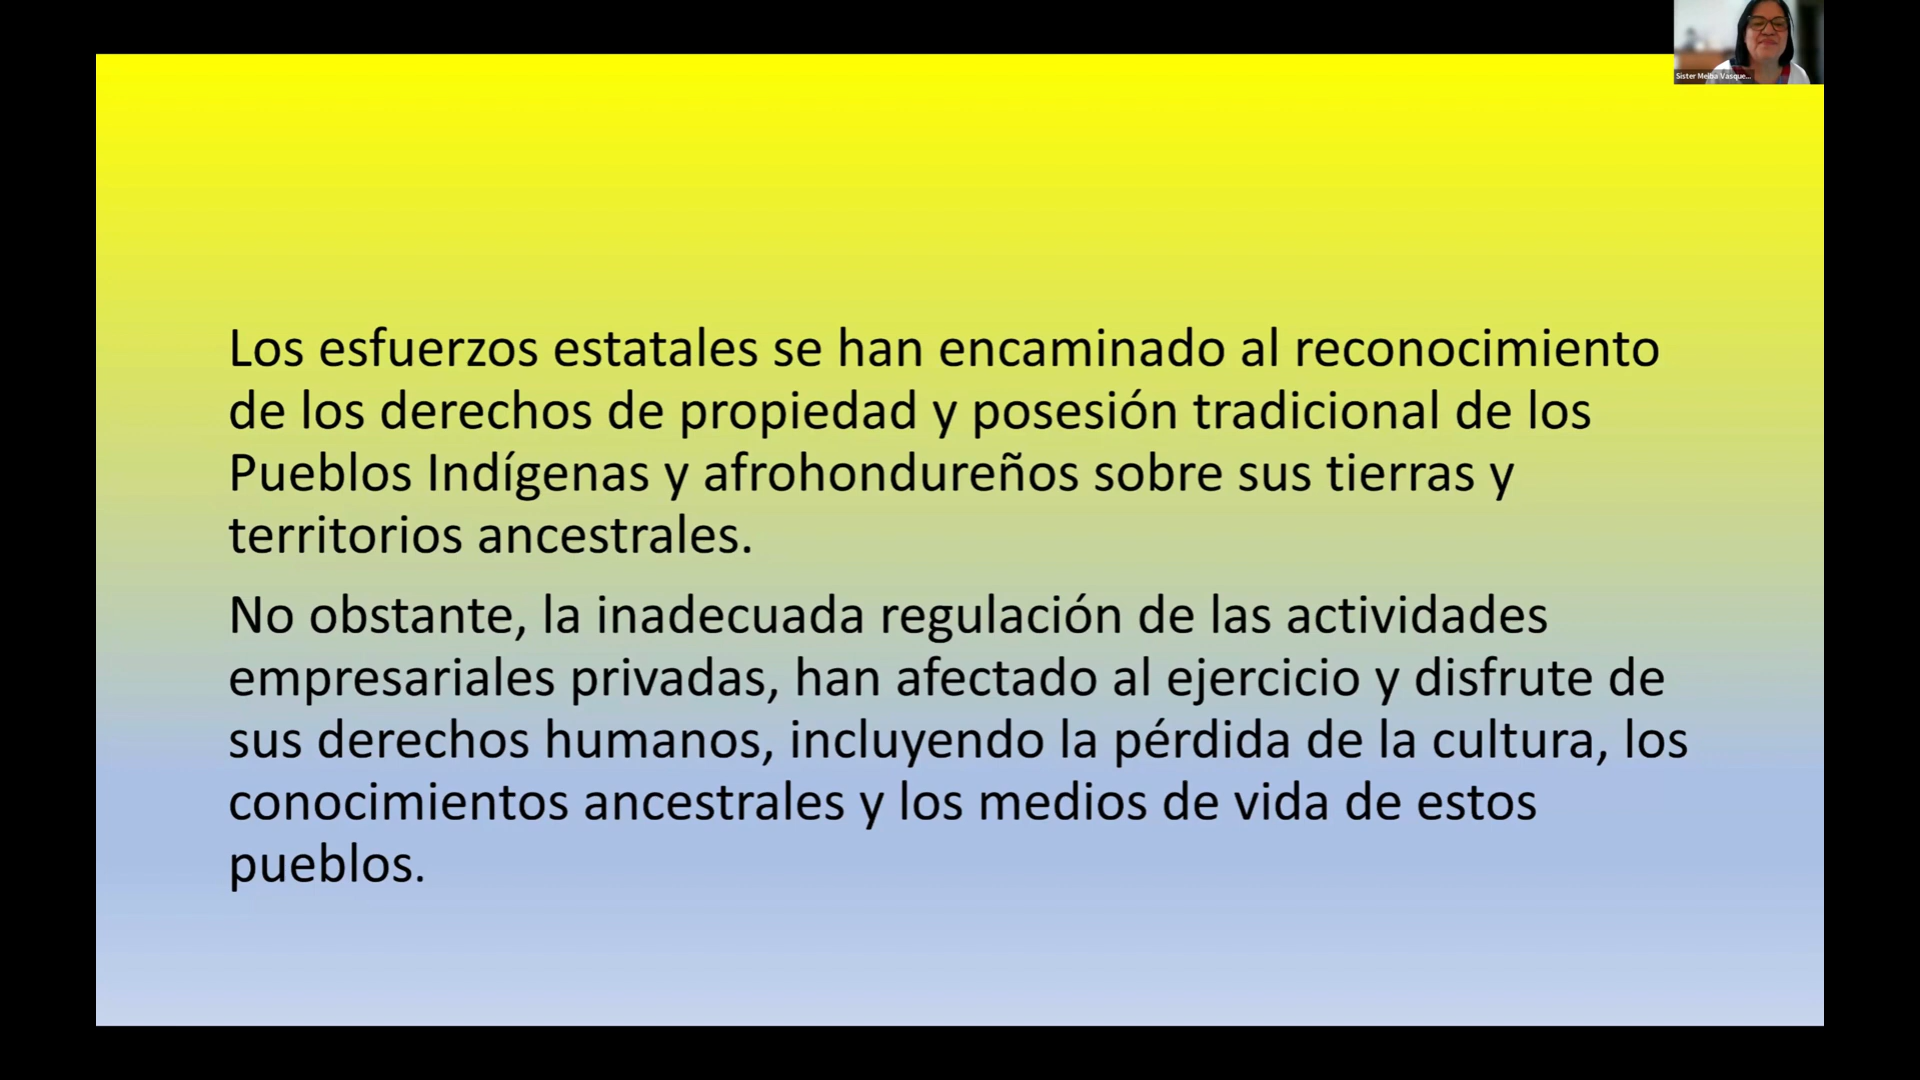 Sister Melba Vasque...
Los esfuerzos estatales se han encaminado al reconocimiento
de los derechos de propiedad y posesión tradicional de los
Pueblos Indígenas y afrohondureños sobre sus tierras y
territorios ancestrales.
No obstante, la inadecuada regulación de las actividades
empresariales privadas, han afectado al ejercicio y disfrute de
sus derechos humanos, incluyendo la pérdida de la cultura, los
conocimientos ancestrales y los medios de vida de estos
pueblos.